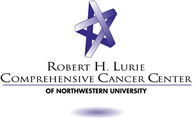 ROBERT H. LURIE
COMPREHENSIVE CANCER CENTER
OF NORTHWESTERN UNIVERSITY